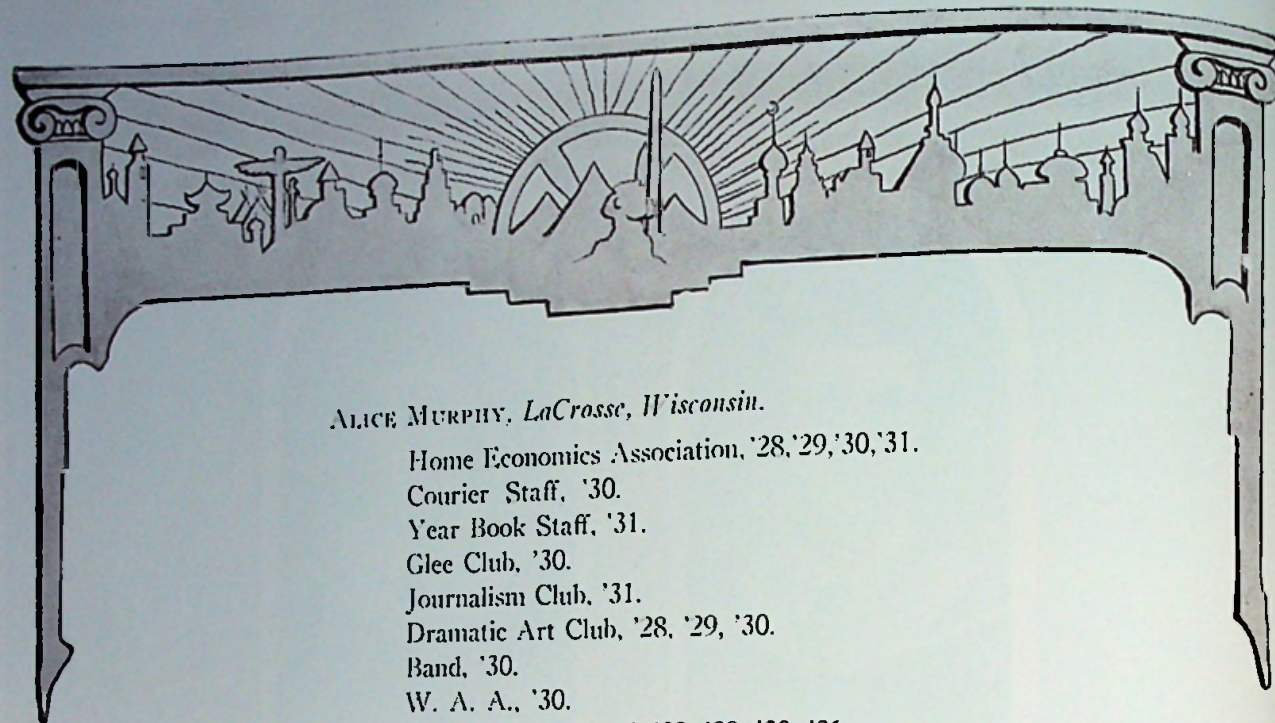 ALICE MURPHY, LaCrosse, Wisconsin.
Home Economics Association, '28,'29,'30,'31.
Courier Staff, '30.
Year Book Staff, '31.
Glee Club, '30.
Journalism Club, '31.
Dramatic Art Club, '28, '29, '30.
Band, '30.
W. A. A., '30.